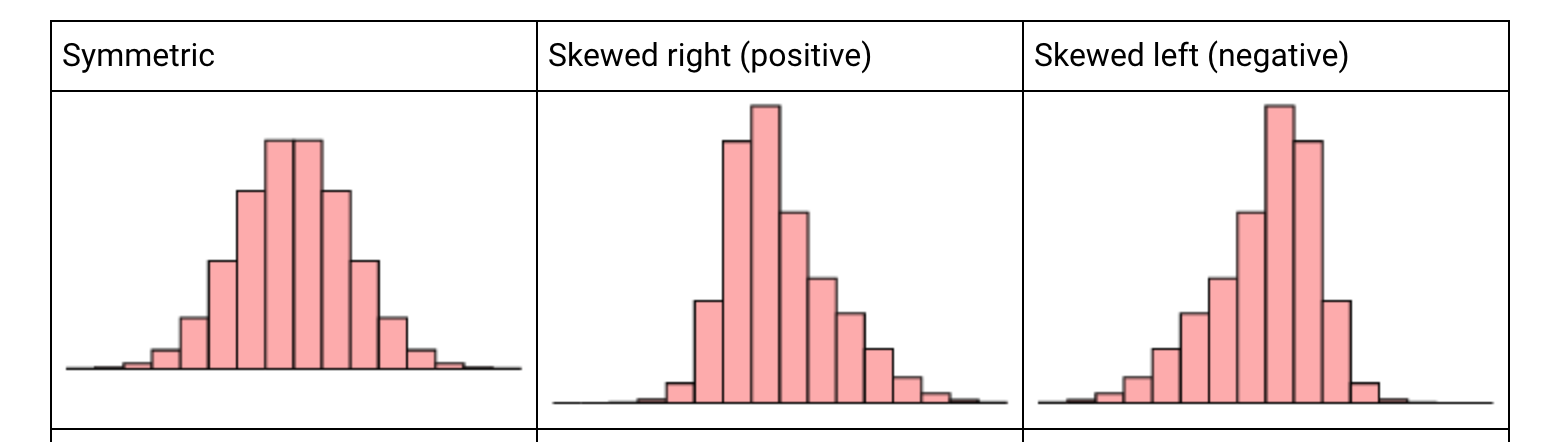 Symmetric
Skewed right (positive)
Skewed left (negative)